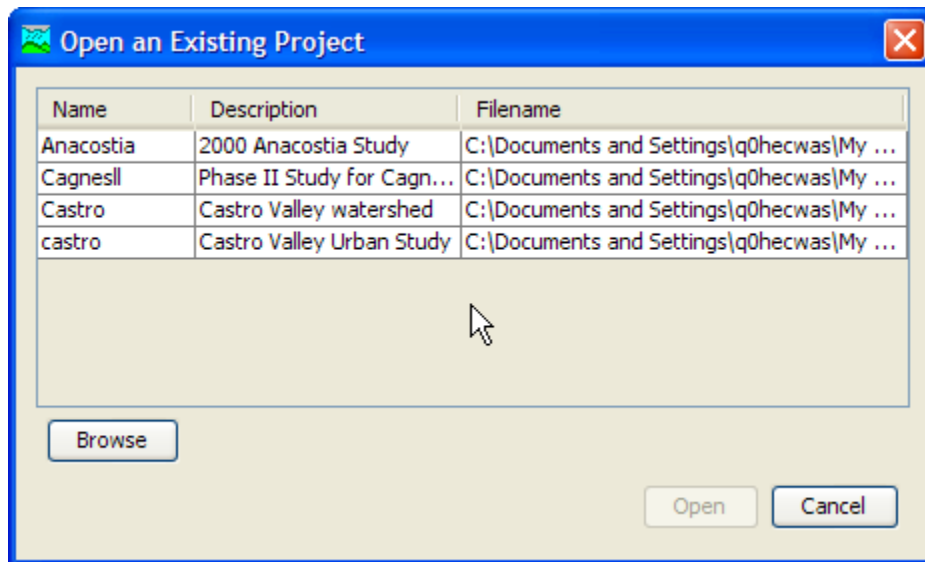 Open an Existing Project
Name Description Filename
Anacostia 2000 Anacostia Study C:\Documents and Settings\q0hecwas\My ...
Cagnesll Phase II Study for Cagn... C:\Documents and Settings\q0hecwas\My ...
Castro Castro Valley watershed C:\Documents and Settings\q0hecwas\My ...
castro Castro Valley Urban Study C:\Documents and Settings\q0hecwas\My ...
Browse
Open Cancel